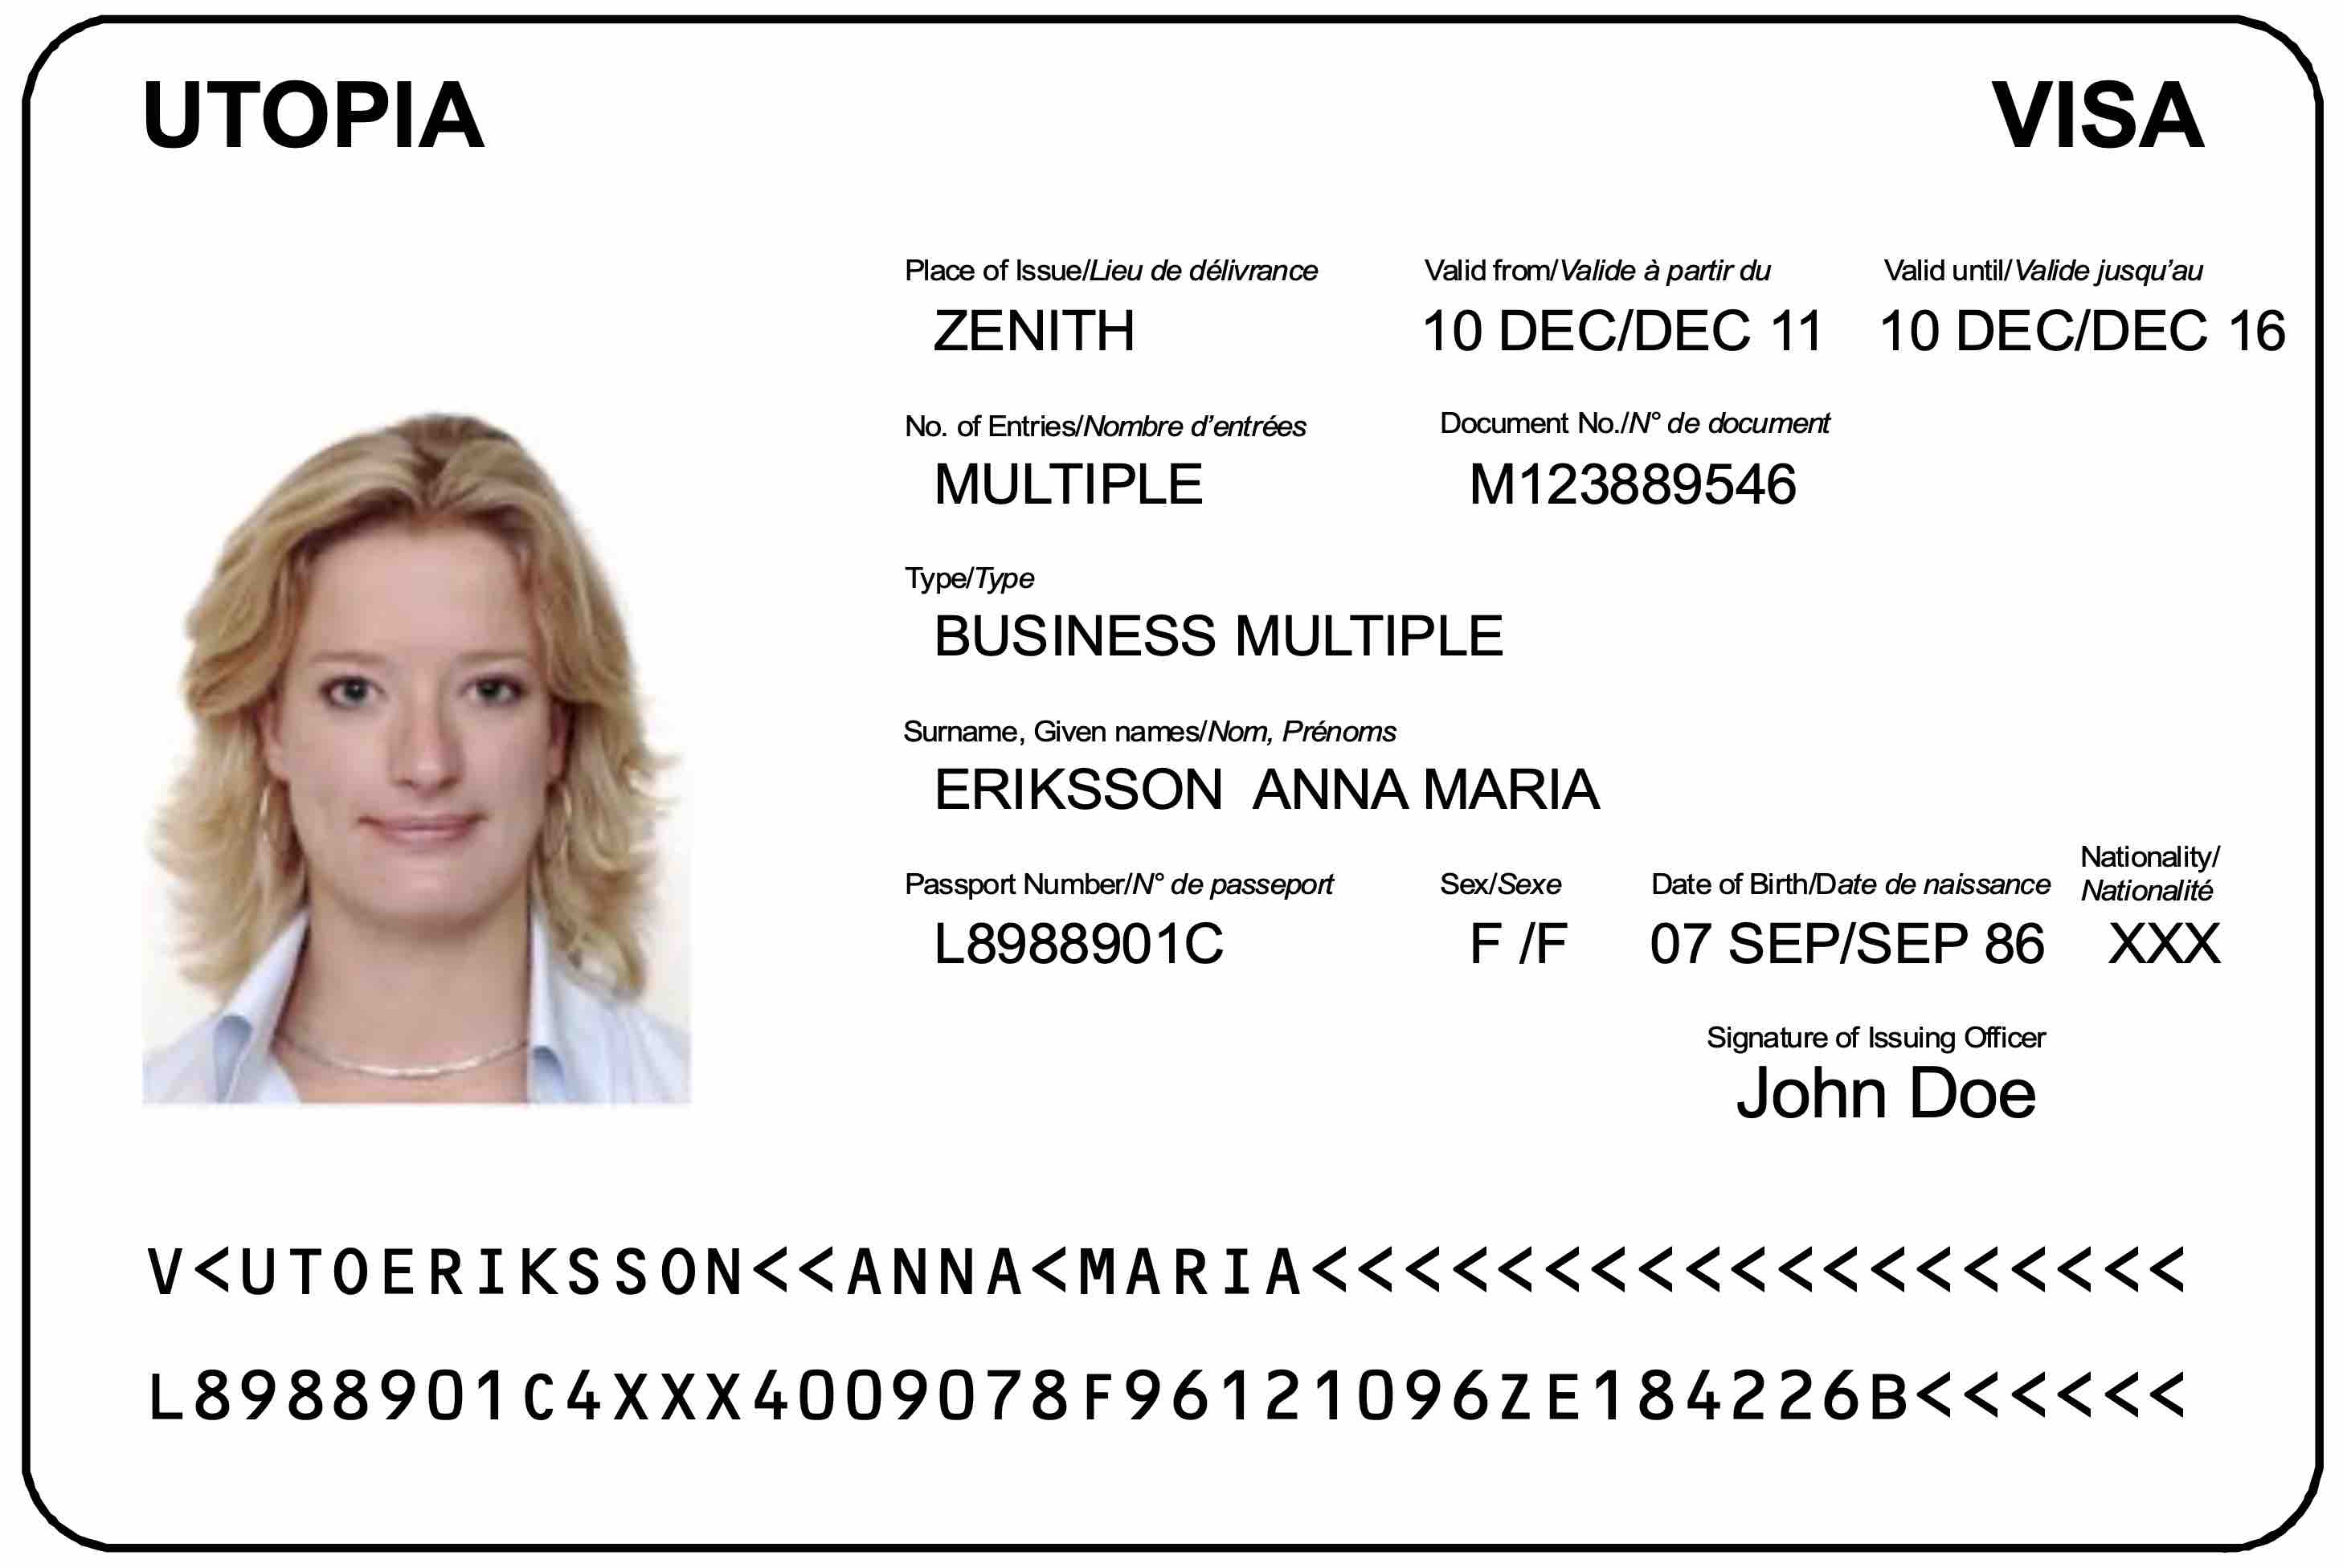 UTOPIA VISA
Place of Issue/Lieu de délivrance Valid from/Valide à partir du Valid until/Valide jusqu'au
ZENITH 10 DEC/DEC 11 10 DEC/DEC 16
No. of Entries/Nombre d'entrées Document No./N° de document
MULTIPLE M123889546
Type/Type
BUSINESS MULTIPLE
Surname, Given names/Nom, Prénoms
ERIKSSON ANNA MARIA
Passport Number/N° de passeport Sex/Sexe Date of Birth/Date de naissance Nationality/
Nationalité
L8988901C F /F 07 SEP/SEP 86 XXX
Signature of Issuing Officer
John Doe
V<UTOERIKSSON<<ANNA<MARIA<<<<<<<<<<<<<<<<<<<
L8988901C4XXX4009078F96121096ZE184226B<<<<<<